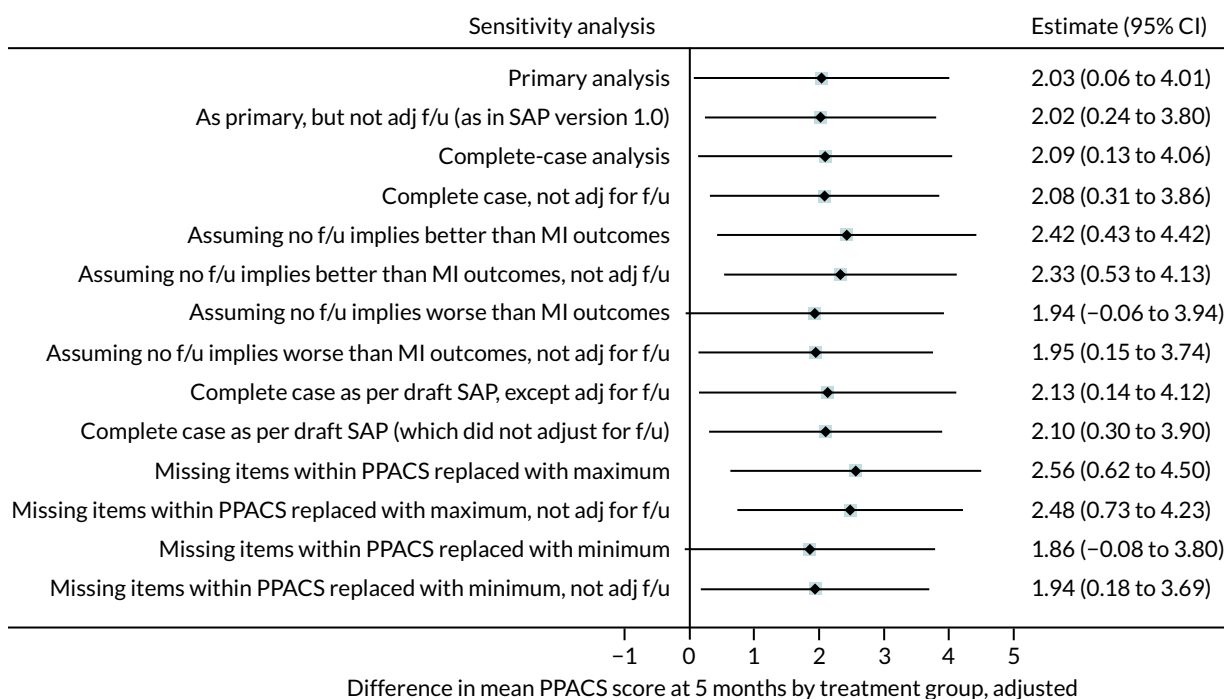 Sensitivity analysis Estimate (95% CI)
Primary analysis 2.03 (0.06 to 4.01)
As primary, but not adj f/u (as in SAP version 1.0) 2.02 (0.24 to 3.80)
Complete-case analysis 2.09 (0.13 to 4.06)
Complete case, not adj for f/u 2.08 (0.31 to 3.86)
Assuming no f/u implies better than MI outcomes 2.42 (0.43 to 4.42)
Assuming no f/u implies better than MI outcomes, not adj f/u 2.33 (0.53 to 4.13)
Assuming no f/u implies worse than MI outcomes 1.94 (−0.06 to 3.94)
Assuming no f/u implies worse than MI outcomes, not adj for f/u 1.95 (0.15 to 3.74)
Complete case as per draft SAP, except adj for f/u 2.13 (0.14 to 4.12)
Complete case as per draft SAP (which did not adjust for f/u) 2.10 (0.30 to 3.90)
Missing items within PPACS replaced with maximum 2.56 (0.62 to 4.50)
Missing items within PPACS replaced with maximum, not adj for f/u 2.48 (0.73 to 4.23)
Missing items within PPACS replaced with minimum 1.86 (−0.08 to 3.80)
Missing items within PPACS replaced with minimum, not adj f/u 1.94 (0.18 to 3.69)
−1 0 1 2 3 4 5
Difference in mean PPACS score at 5 months by treatment group, adjusted